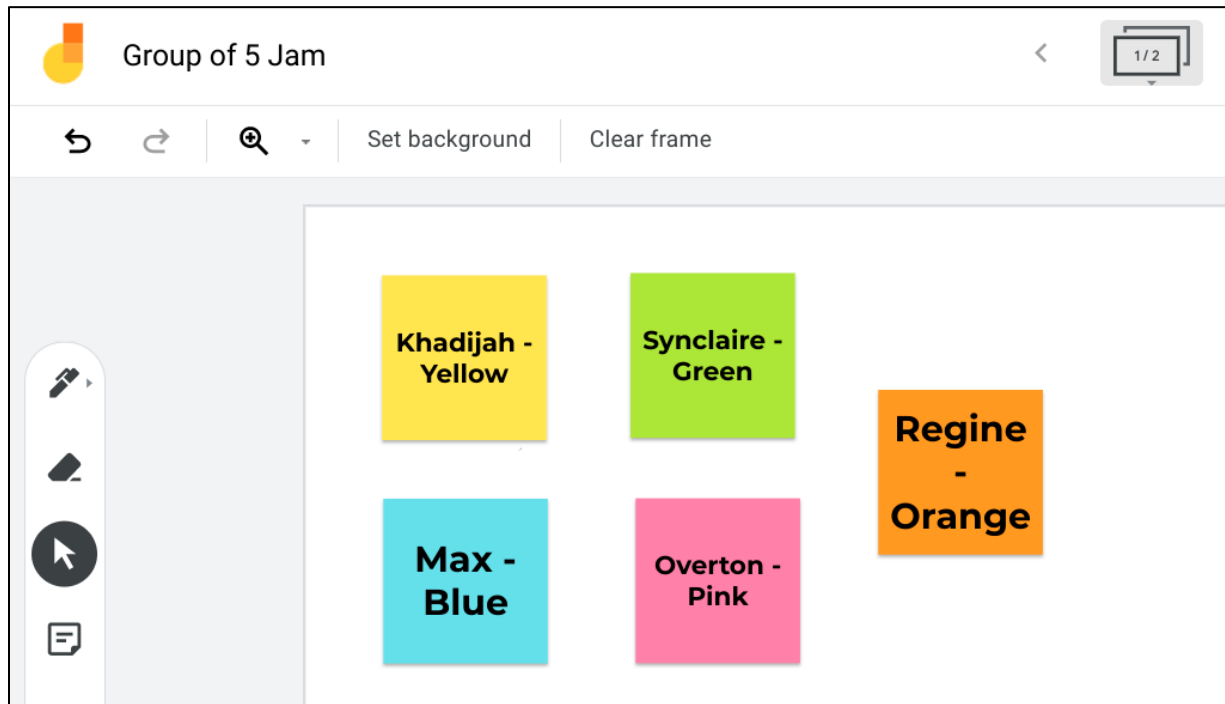 Group of 5 Jam
1/2
Set background
Clear frame
Khadijah -
Yellow
Synclaire -
Green
Regine
-
Orange
Max -
Blue
Overton -
Pink